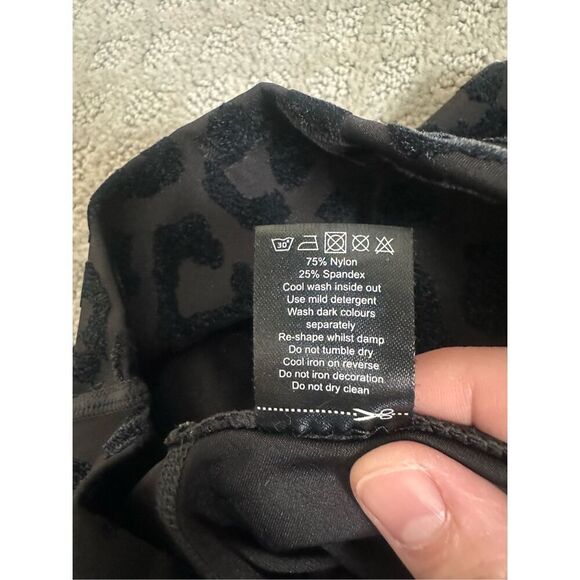 30°
75% Nylon
25% Spandex
Cool wash inside out
Use mild detergent
Wash dark colours
separately
Re-shape whilst damp
Do not tumble dry
Cool iron on reverse
Do not iron decoration
Do not dry clean